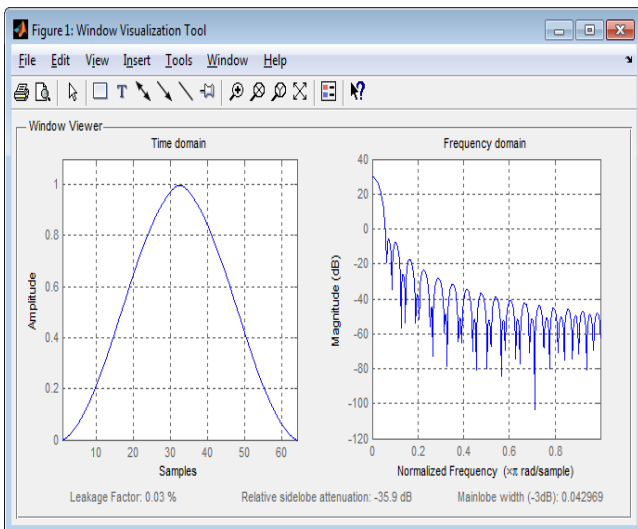 Figure 1: Window Visualization Tool
File Edit View Insert Tools Window Help
Window Viewer
Time domain
1
0.8
0.6
0.4
0.2
0
Amplitude
10 20 30 40 50 60
Samples
Frequency domain
40
20
0
-20
-40
-60
-80
-100
-120
Magnitude (dB)
0 0.2 0.4 0.6 0.8
Normalized Frequency (×π rad/sample)
Leakage Factor: 0.03 % Relative sidelobe attenuation: -35.9 dB Mainlobe width (-3dB): 0.042969